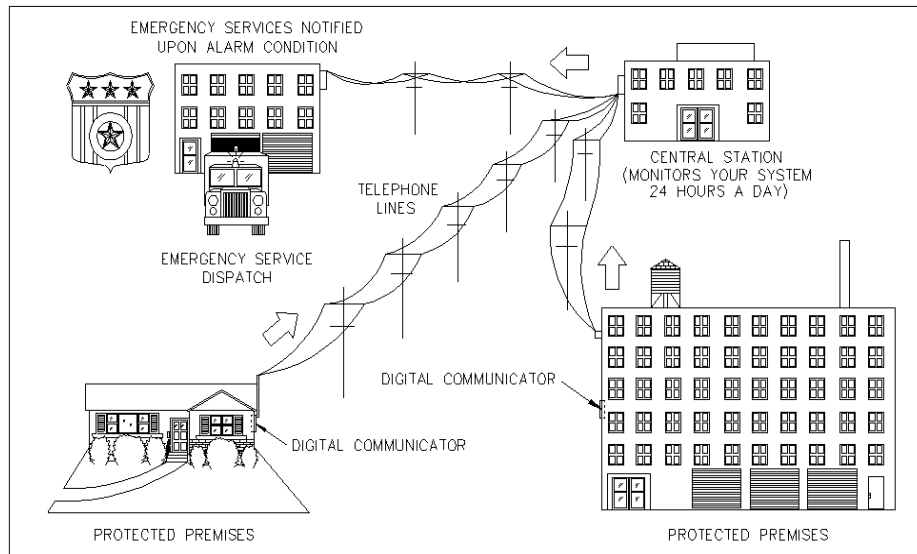 EMERGENCY SERVICES NOTIFIED
UPON ALARM CONDITION
CENTRAL STATION
(MONITORS YOUR SYSTEM
24 HOURS A DAY)
TELEPHONE
LINES
EMERGENCY SERVICE
DISPATCH
DIGITAL COMMUNICATOR
DIGITAL COMMUNICATOR
PROTECTED PREMISES
PROTECTED PREMISES